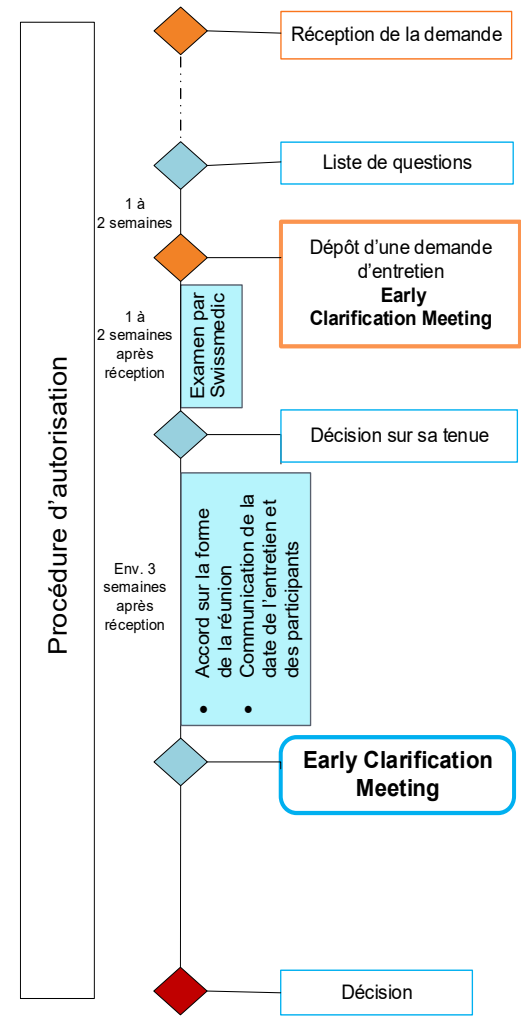 Procédure d'autorisation
Réception de la demande
Liste de questions
1 à
2 semaines
Dépôt d'une demande
d'entretien
Early
Clarification Meeting
1 à
2 semaines
après
réception
Examen par
Swissmedic
Décision sur sa tenue
Env. 3
semaines
après
réception
• Accord sur la forme
de la réunion
• Communication de la
date de l'entretien et
des participants
Early Clarification
Meeting
Décision